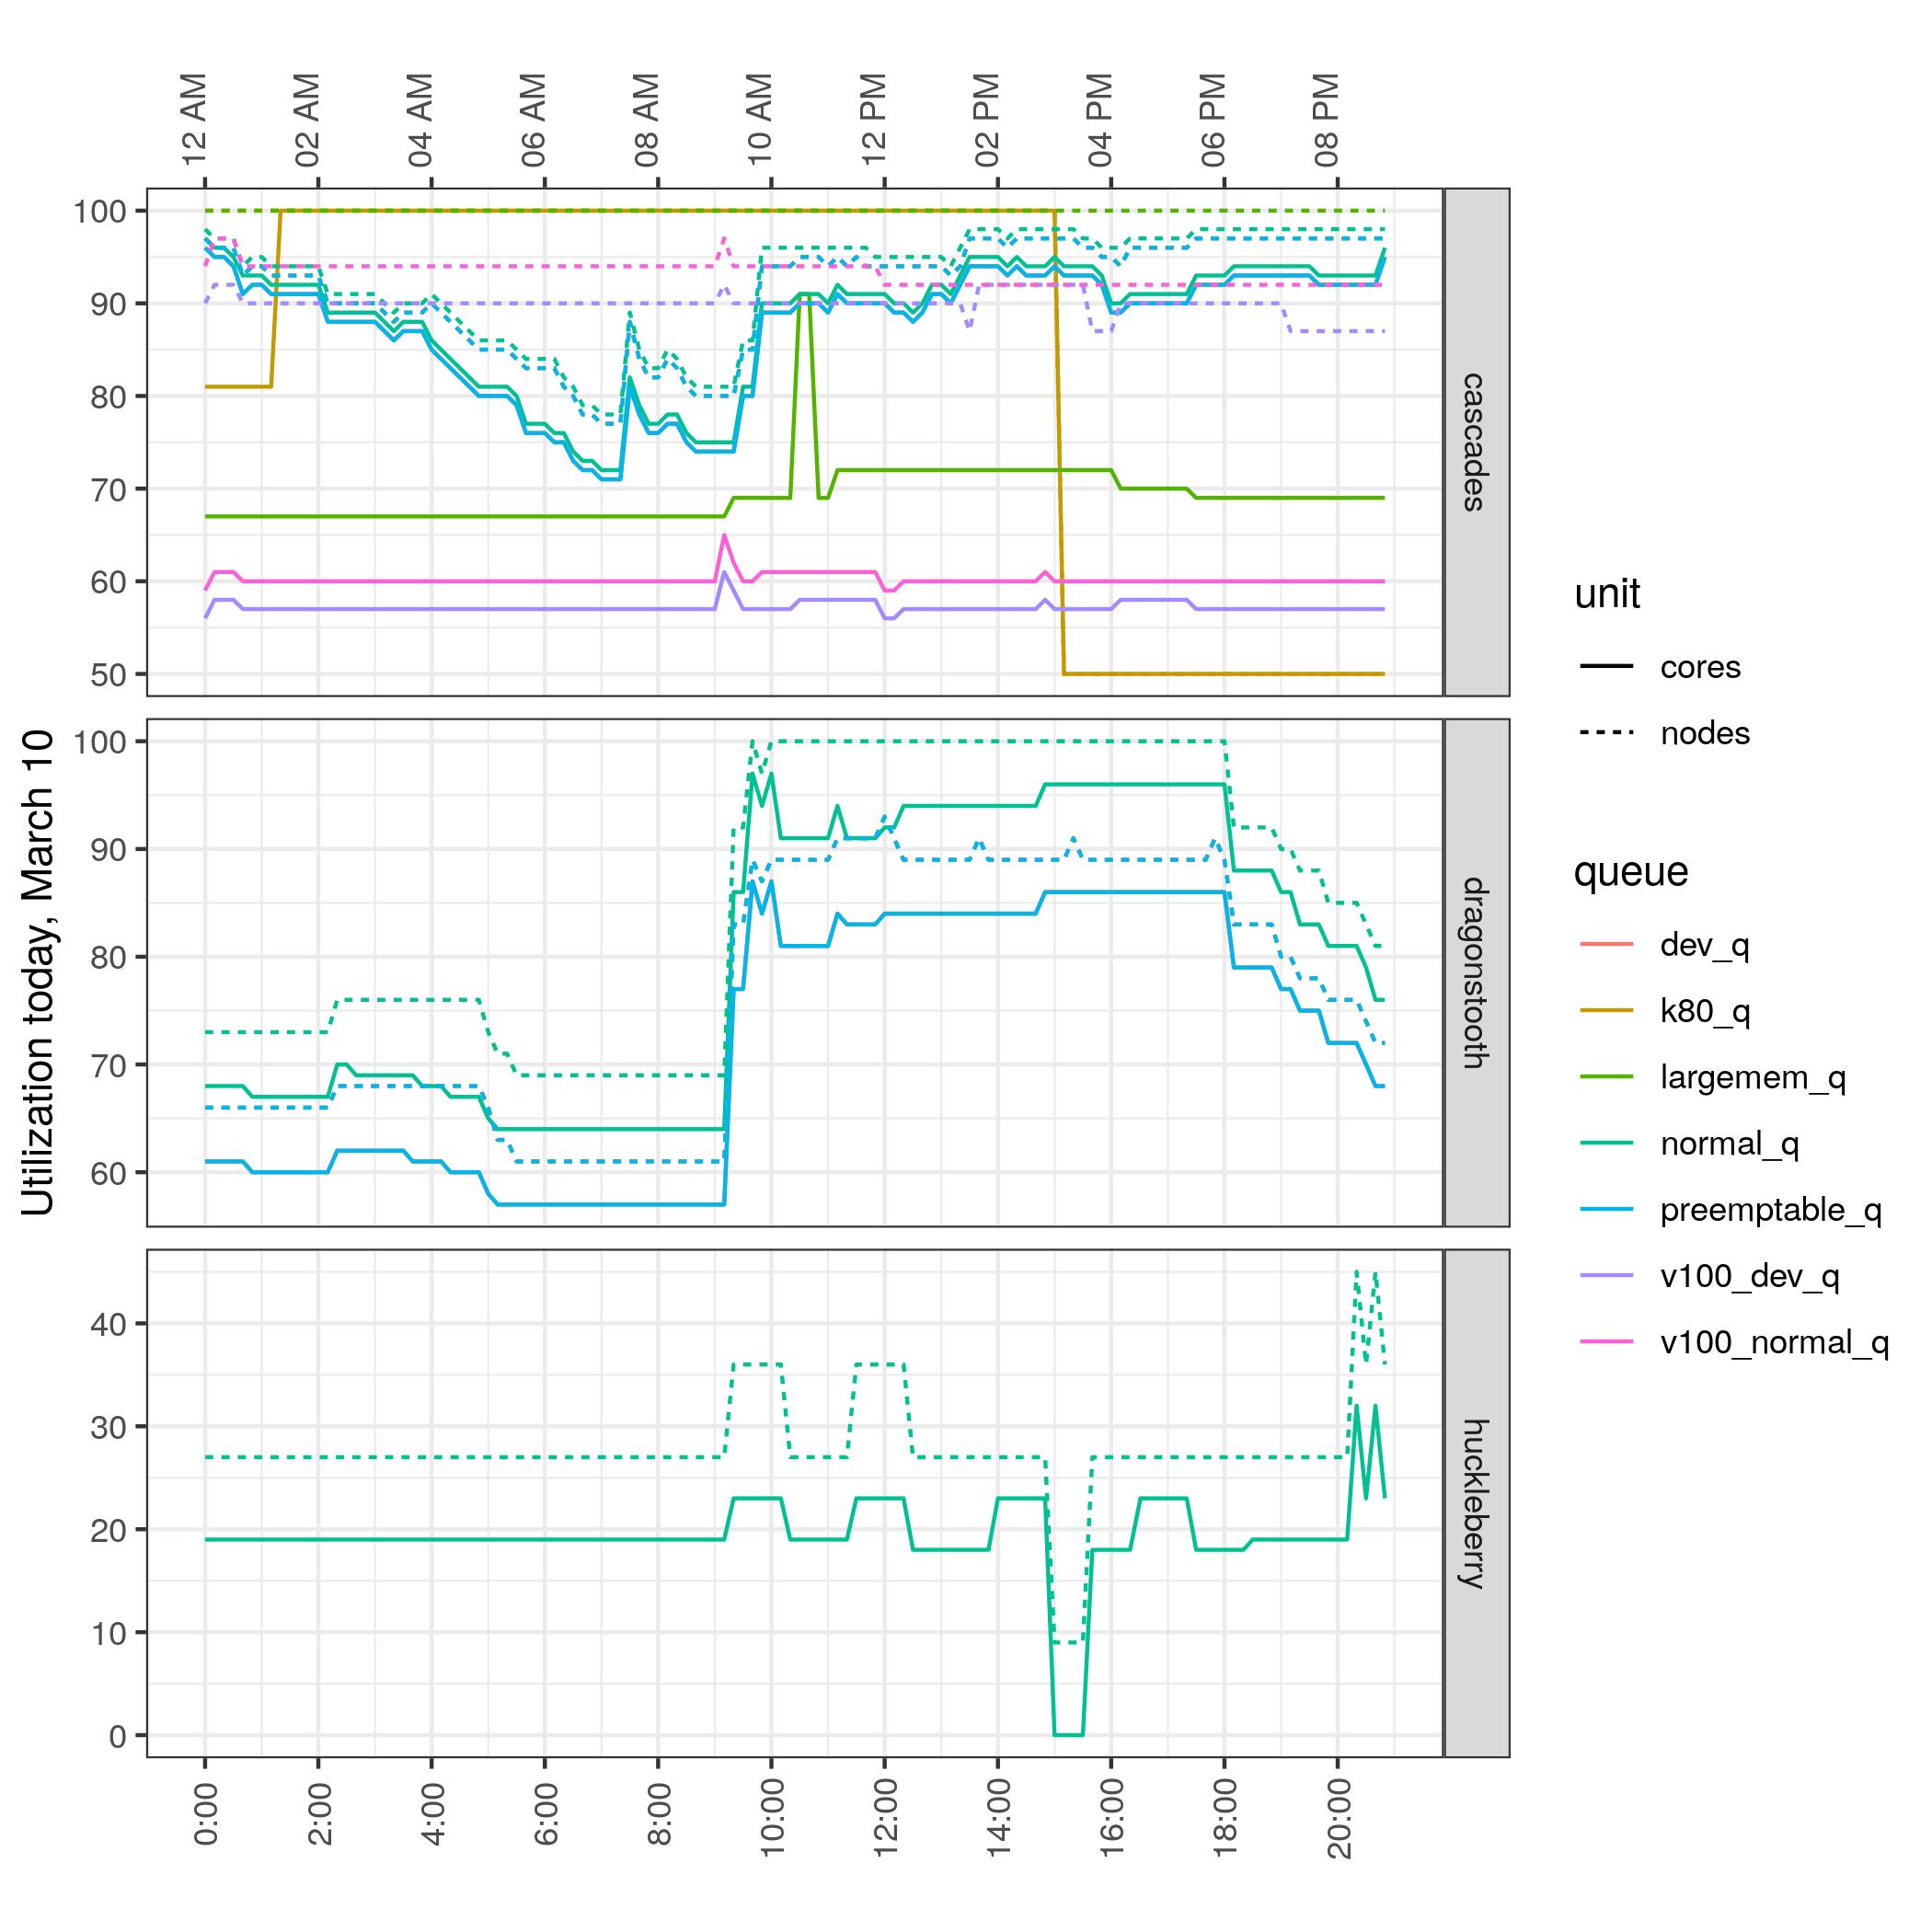 12 AM
02 AM
04 AM
06 AM
08 AM
10 AM
12 PM
02 PM
04 PM
06 PM
08 PM
Utilization today, March 10
100
90
80
70
60
50
cascades
100
90
80
70
60
dragonstooth
40
30
20
10
0
huckleberry
0:00
2:00
4:00
6:00
8:00
10:00
12:00
14:00
16:00
18:00
20:00
unit
cores
nodes
queue
dev_q
k80_q
largemem_q
normal_q
preemptable_q
v100_dev_q
v100_normal_q